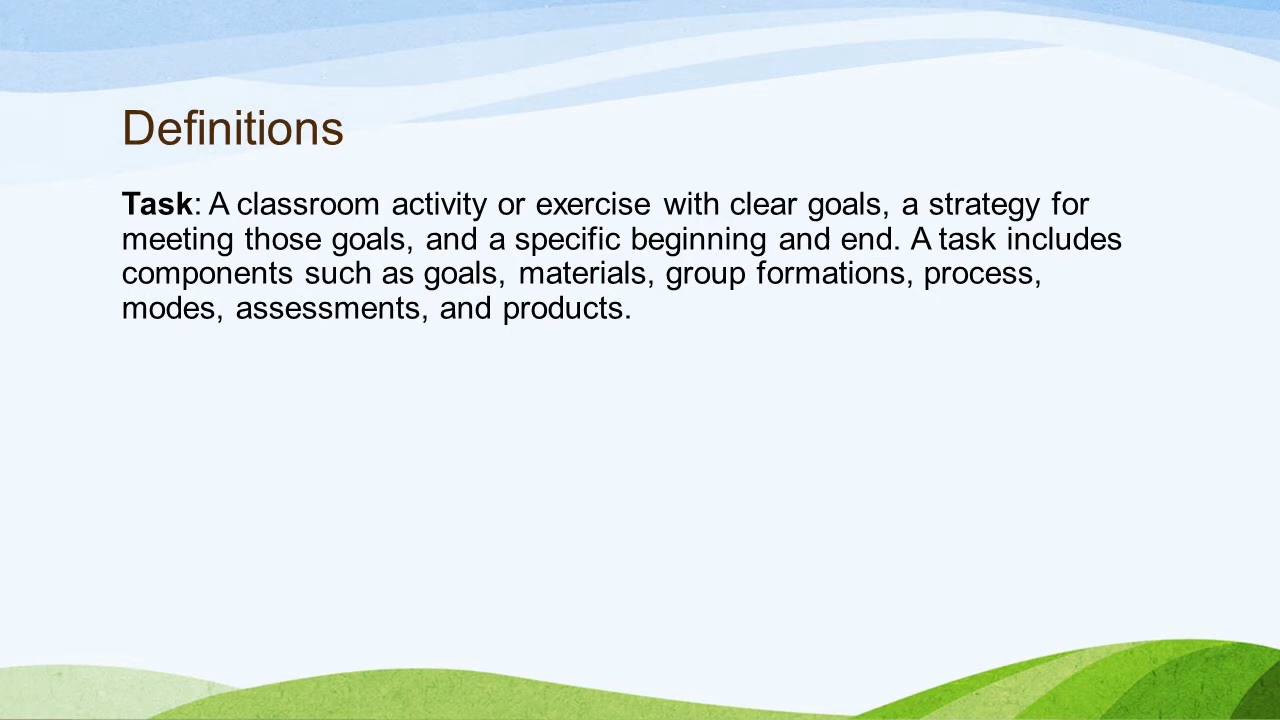 Definitions
Task: A classroom activity or exercise with clear goals, a strategy for
meeting those goals, and a specific beginning and end. A task includes
components such as goals, materials, group formations, process,
modes, assessments, and products.